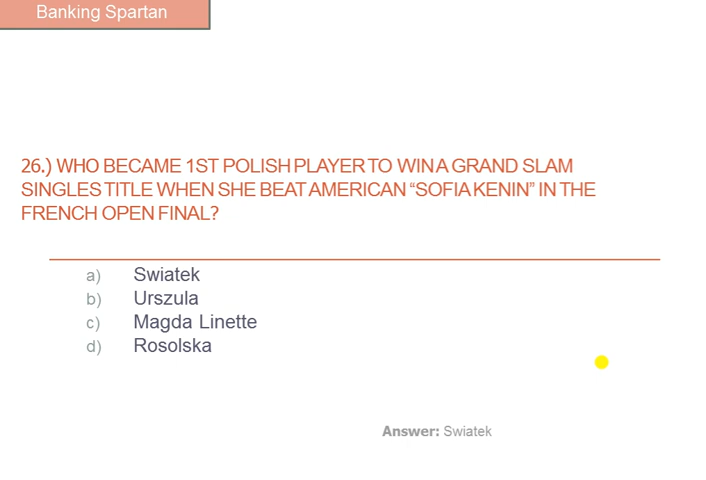 Banking Spartan
26.) WHO BECAME 1ST POLISH PLAYER TO WIN A GRAND SLAM
SINGLES TITLE WHEN SHE BEAT AMERICAN “SOFIA KENIN” IN THE
FRENCH OPEN FINAL?
a) Swiatek
b) Urszula
c) Magda Linette
d) Rosolska
Answer: Swiatek